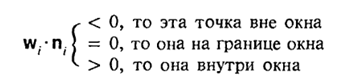 < 0, то эта точка вне окна
wᵢ·nᵢ { = 0, то она на границе окна
> 0, то она внутри окна